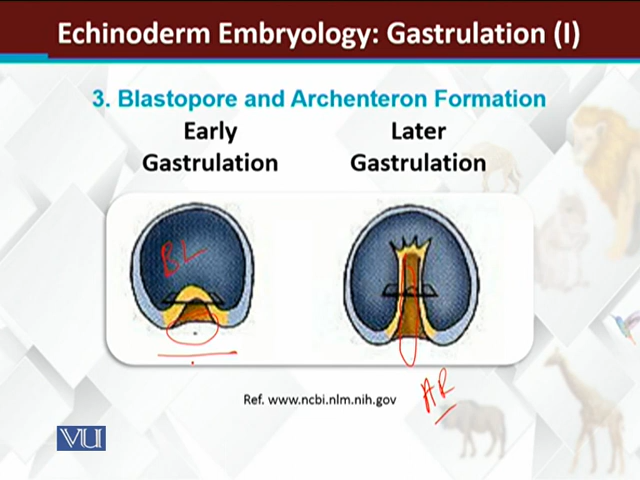 Echinoderm Embryology: Gastrulation (I)
3. Blastopore and Archenteron Formation
Early
Gastrulation
Later
Gastrulation
BL
AR
Ref. www.ncbi.nlm.nih.gov
VU